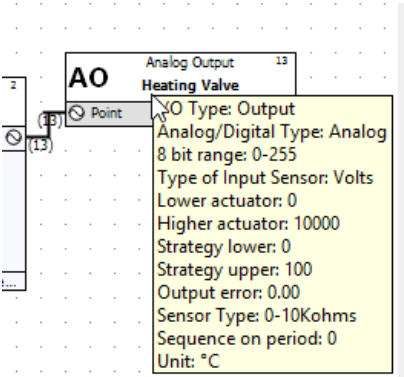 Analog Output 13
AO Heating Valve
2
Point
(13)
(13)
O Type: Output
Analog/Digital Type: Analog
8 bit range: 0-255
Type of Input Sensor: Volts
Lower actuator: 0
Higher actuator: 10000
Strategy lower: 0
Strategy upper: 100
Output error: 0.00
Sensor Type: 0-10Kohms
Sequence on period: 0
Unit: °C